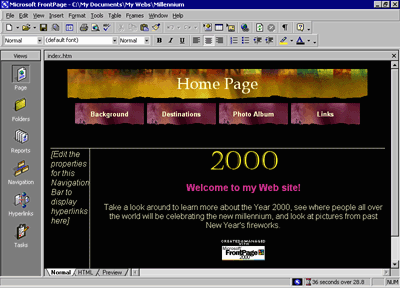 Microsoft FrontPage - C:\My Documents\My Webs\Millennium
File Edit View Insert Format Tools Table Frames Window Help
Normal (default font) Normal B I U A
Views
index.htm
Page
Folders
Reports
Navigation
Hyperlinks
Tasks
Home Page
Background Destinations Photo Album Links
[Edit the
properties
for this
Navigation
Bar to
display
hyperlinks
here]
2000
Welcome to my Web site!
Take a look around to learn more about the Year 2000, see where people all over
the world will be celebrating the new millennium, and look at pictures from past
New Year's fireworks.
CREATED & MANAGED
Microsoft
FrontPage
Normal HTML Preview
36 seconds over 28.8 NUM